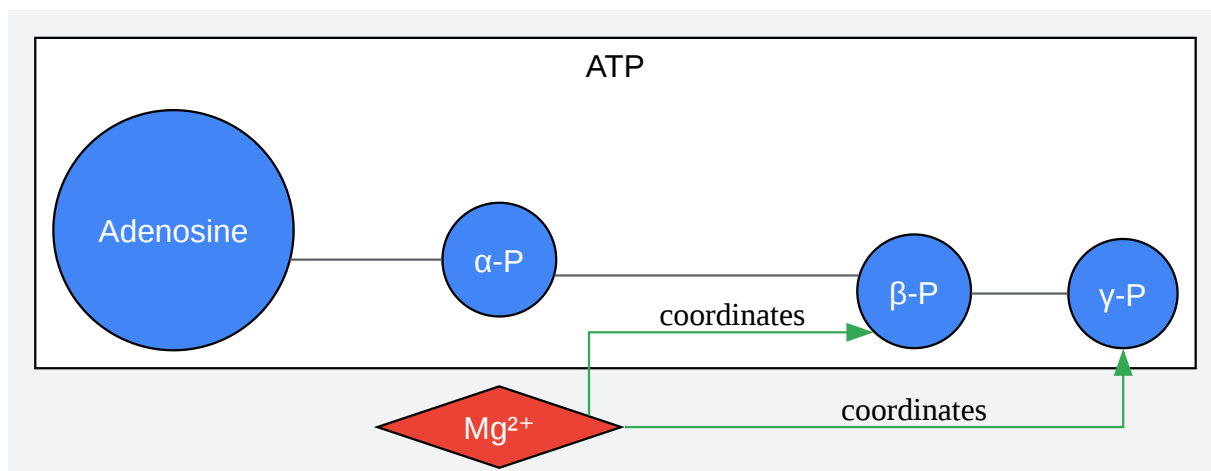 ATP
Adenosine
α-P
β-P
γ-P
coordinates
coordinates
Mg²⁺